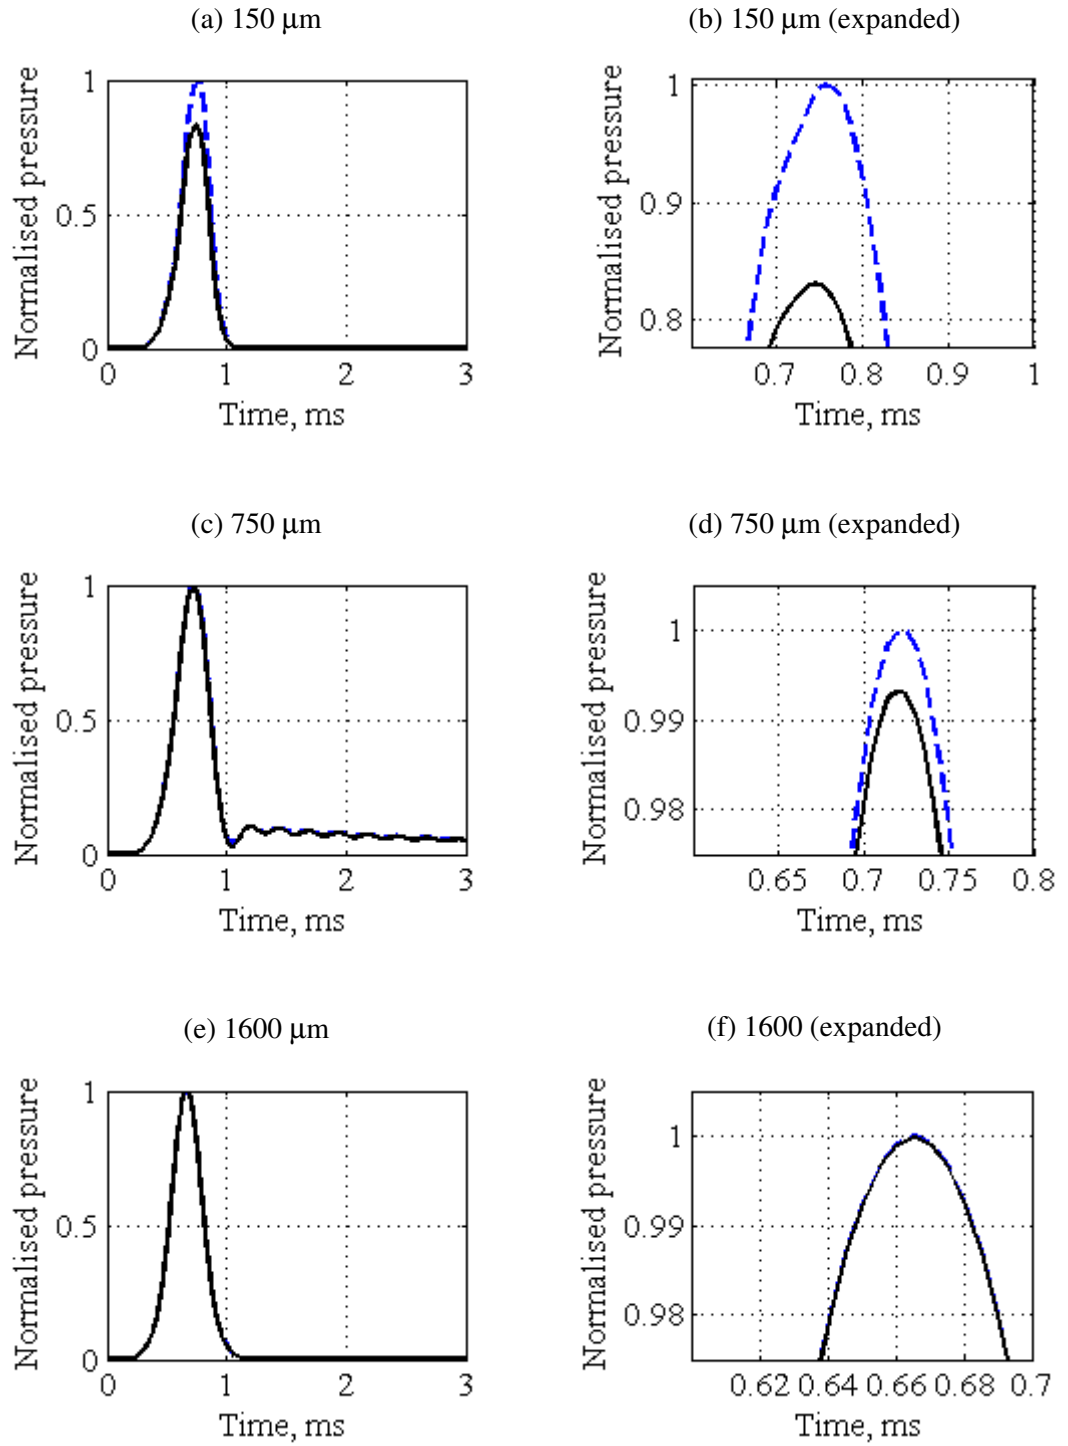 (a) 150 μm
Normalised pressure
1
0.5
0
0 1 2 3
Time, ms
(b) 150 μm (expanded)
Normalised pressure
1
0.9
0.8
0.7 0.8 0.9 1
Time, ms
(c) 750 μm
Normalised pressure
1
0.5
0
0 1 2 3
Time, ms
(d) 750 μm (expanded)
Normalised pressure
1
0.99
0.98
0.65 0.7 0.75 0.8
Time, ms
(e) 1600 μm
Normalised pressure
1
0.5
0
0 1 2 3
Time, ms
(f) 1600 (expanded)
Normalised pressure
1
0.99
0.98
0.62 0.64 0.66 0.68 0.7
Time, ms